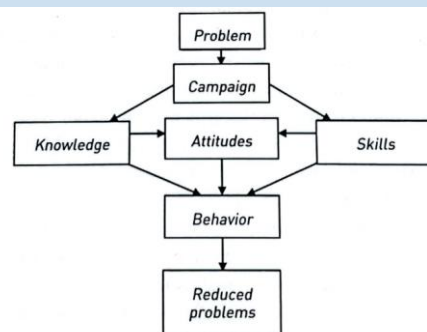 Problem
Campaign
Knowledge
Attitudes
Skills
Behavior
Reduced
problems